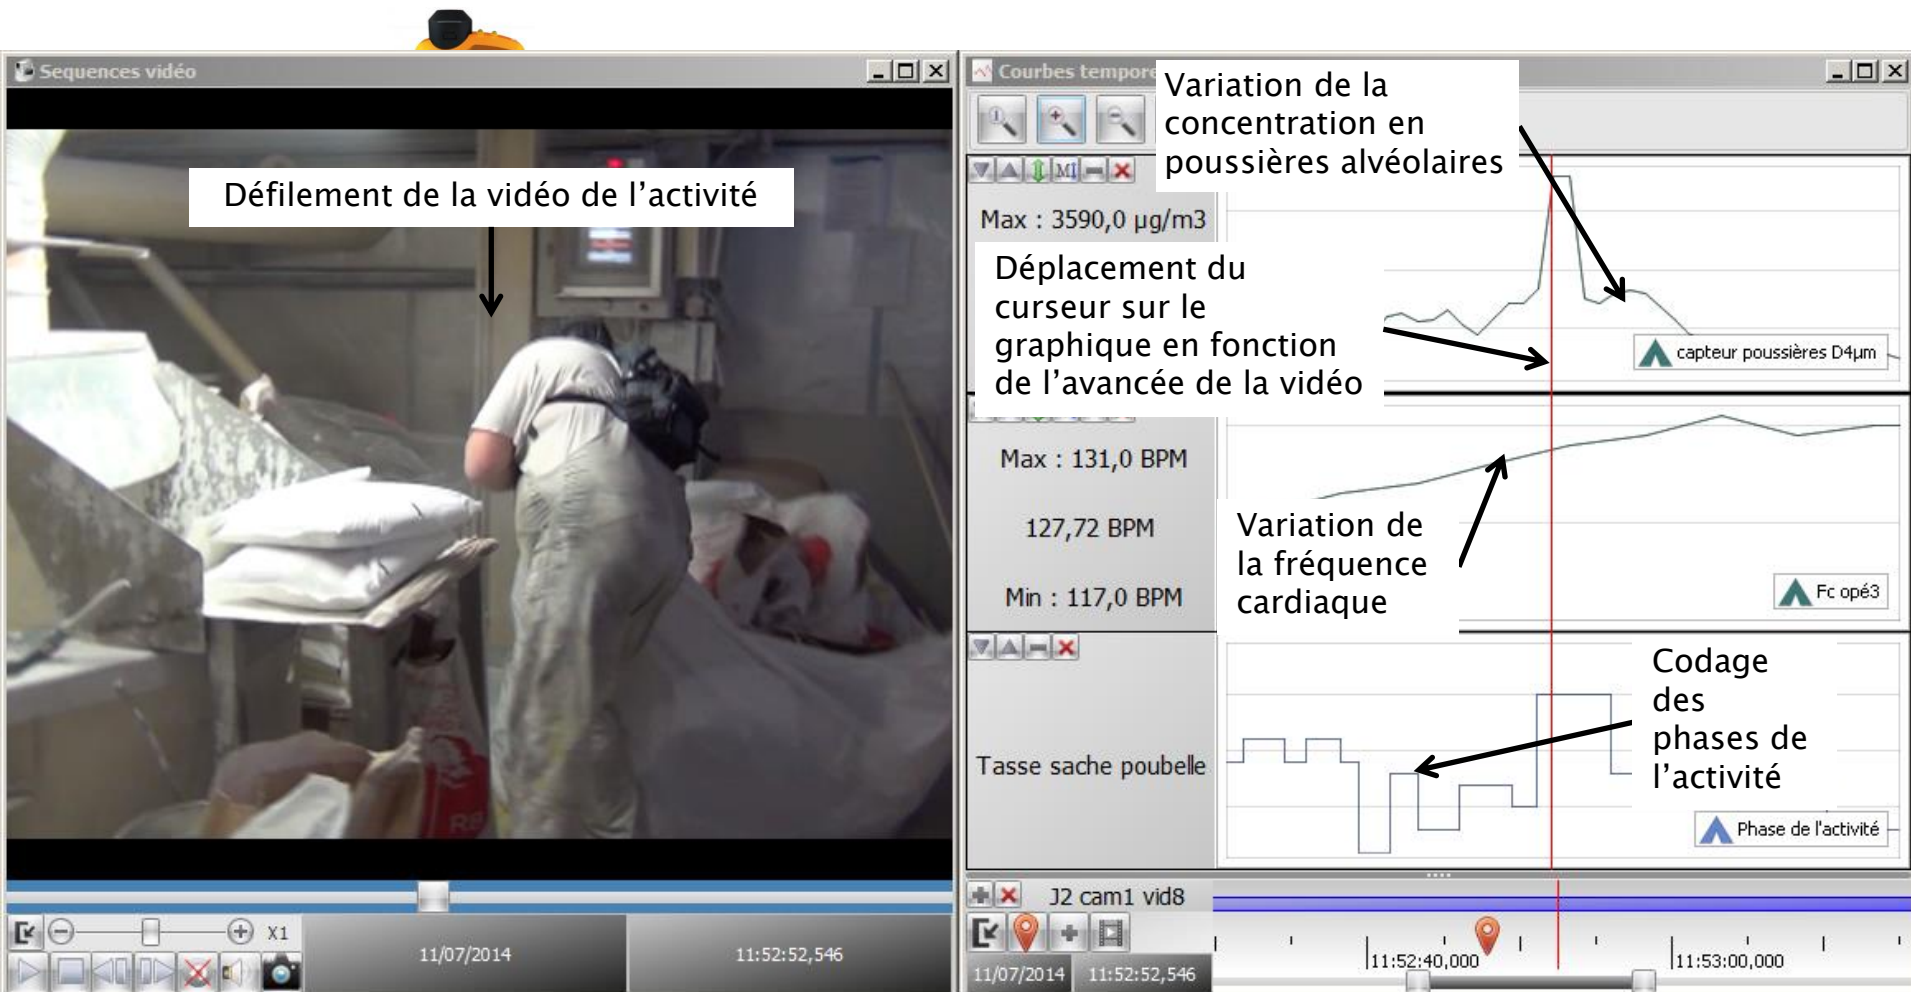 Sequences vidéo
Défilement de la vidéo de l’activité
X1
11/07/2014
11:52:52,546
Courbes tempore
Variation de la
concentration en
poussières alvéolaires
M
Max : 3590,0 µg/m3
Déplacement du
curseur sur le
graphique en fonction
de l’avancée de la vidéo
capteur poussières D4µm
Max : 131,0 BPM
127,72 BPM
Min : 117,0 BPM
Variation de
la fréquence
cardiaque
Fc opé3
Tasse sache poubelle
Codage
des
phases de
l’activité
Phase de l'activité
J2 cam1 vid8
11:52:40,000
11:53:00,000
11/07/2014
11:52:52,546